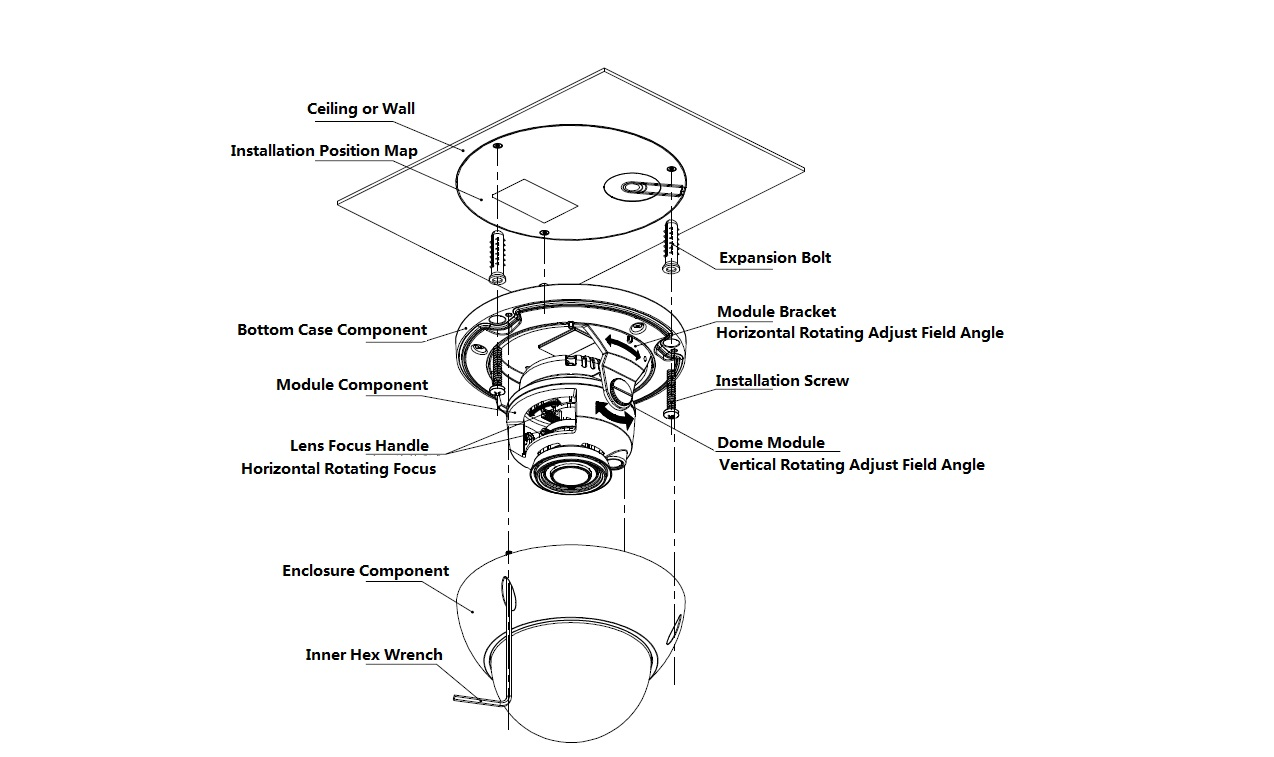 Ceiling or Wall
Installation Position Map
Expansion Bolt
Bottom Case Component
Module Bracket
Horizontal Rotating Adjust Field Angle
Module Component
Installation Screw
Lens Focus Handle
Horizontal Rotating Focus
Dome Module
Vertical Rotating Adjust Field Angle
Enclosure Component
Inner Hex Wrench